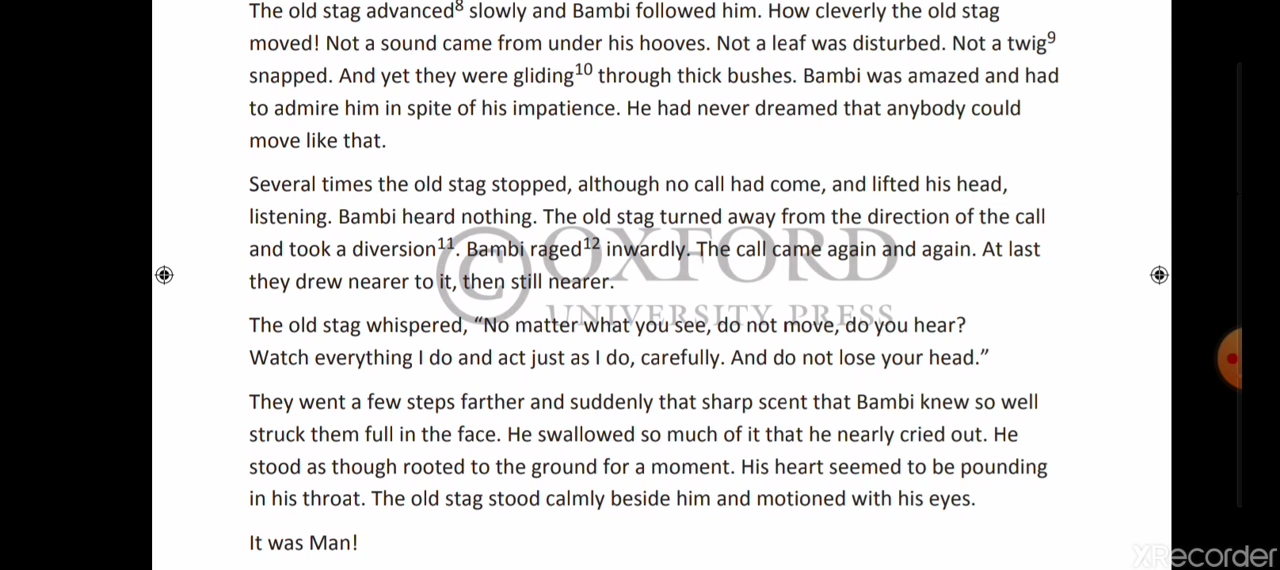 The old stag advanced⁸ slowly and Bambi followed him. How cleverly the old stag
moved! Not a sound came from under his hooves. Not a leaf was disturbed. Not a twig⁹
snapped. And yet they were gliding¹⁰ through thick bushes. Bambi was amazed and had
to admire him in spite of his impatience. He had never dreamed that anybody could
move like that.
Several times the old stag stopped, although no call had come, and lifted his head,
listening. Bambi heard nothing. The old stag turned away from the direction of the call
and took a diversion¹¹. Bambi raged¹² inwardly. The call came again and again. At last
they drew nearer to it, then still nearer.
© OXFORD
UNIVERSITY PRESS
The old stag whispered, “No matter what you see, do not move, do you hear?
Watch everything I do and act just as I do, carefully. And do not lose your head.”
They went a few steps farther and suddenly that sharp scent that Bambi knew so well
struck them full in the face. He swallowed so much of it that he nearly cried out. He
stood as though rooted to the ground for a moment. His heart seemed to be pounding
in his throat. The old stag stood calmly beside him and motioned with his eyes.
It was Man!
XRecorder